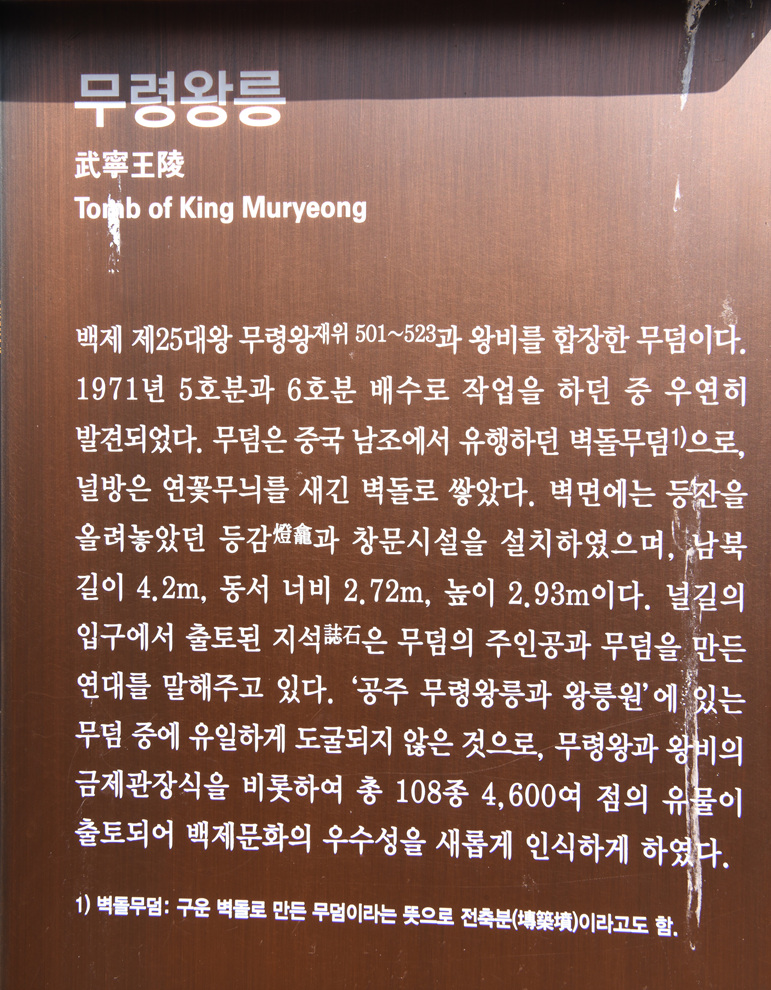 무령왕릉
武寧王陵
Tomb of King Muryeong
백제 제25대왕 무령왕재위 501~523과 왕비를 합장한 무덤이다.
1971년 5호분과 6호분 배수로 작업을 하던 중 우연히
발견되었다. 무덤은 중국 남조에서 유행하던 벽돌무덤1)으로,
널방은 연꽃무늬를 새긴 벽돌로 쌓았다. 벽면에는 등잔을
올려놓았던 등감燈龕과 창문시설을 설치하였으며, 남북
길이 4.2m, 동서 너비 2.72m, 높이 2.93m이다. 널길의
입구에서 출토된 지석誌石은 무덤의 주인공과 무덤을 만든
연대를 말해주고 있다. ‘공주 무령왕릉과 왕릉원’에 있는
무덤 중에 유일하게 도굴되지 않은 것으로, 무령왕과 왕비의
금제관장식을 비롯하여 총 108종 4,600여 점의 유물이
출토되어 백제문화의 우수성을 새롭게 인식하게 하였다.
1) 벽돌무덤: 구운 벽돌로 만든 무덤이라는 뜻으로 전축분(塼築墳)이라고도 함.